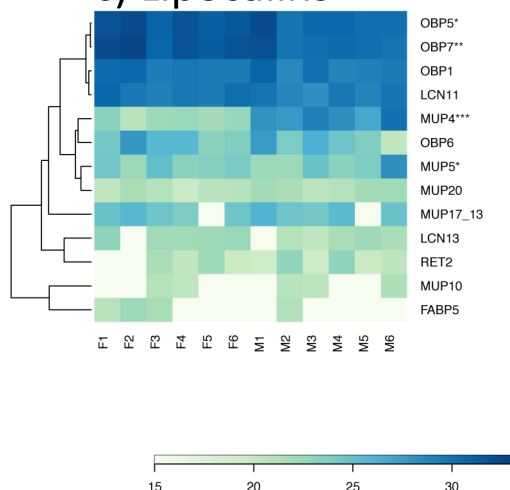 OBP5*
OBP7**
OBP1
LCN11
MUP4***
OBP6
MUP5*
MUP20
MUP17_13
LCN13
RET2
MUP10
FABP5
F1 F2 F3 F4 F5 F6 M1 M2 M3 M4 M5 M6
15 20 25 30